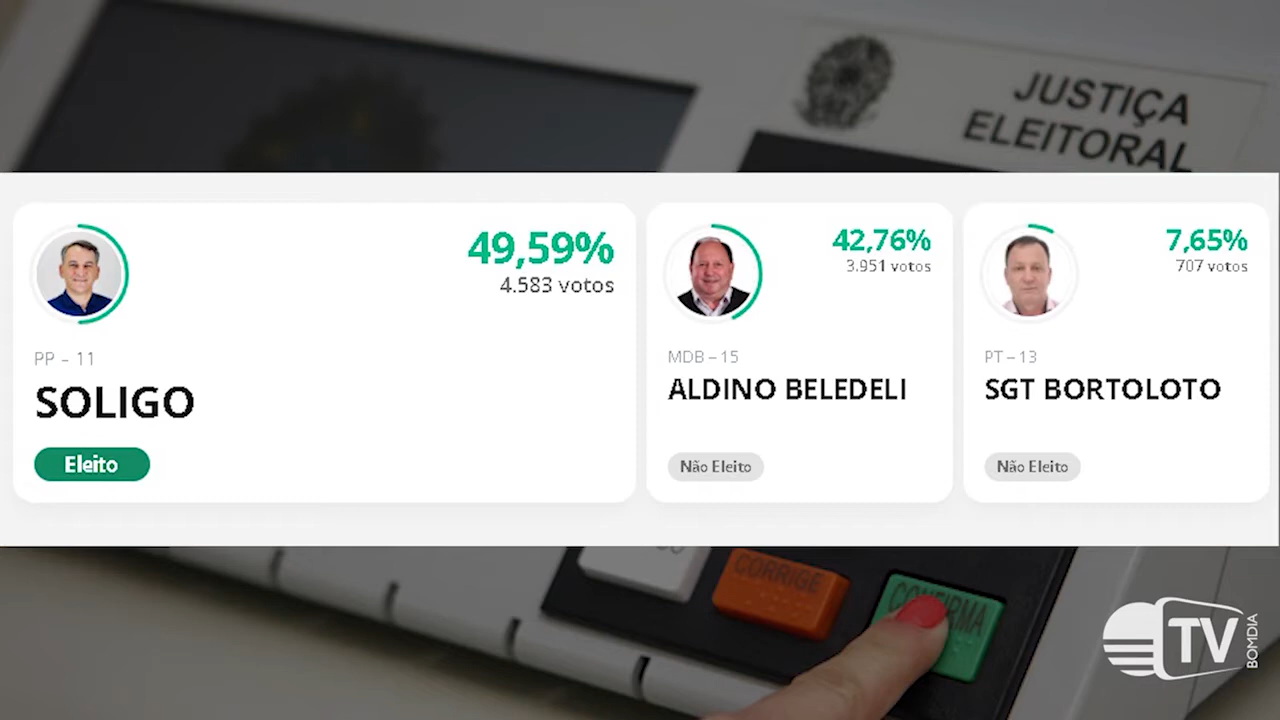 JUSTIÇA
ELEITORAL
49,59%
4.583 votos
PP – 11
SOLIGO
Eleito
42,76%
3.951 votos
MDB – 15
ALDINO BELEDELI
Não Eleito
7,65%
707 votos
PT – 13
SGT BORTOLOTO
Não Eleito
CORRIGE
CONFIRMA
TV
BOMDIA